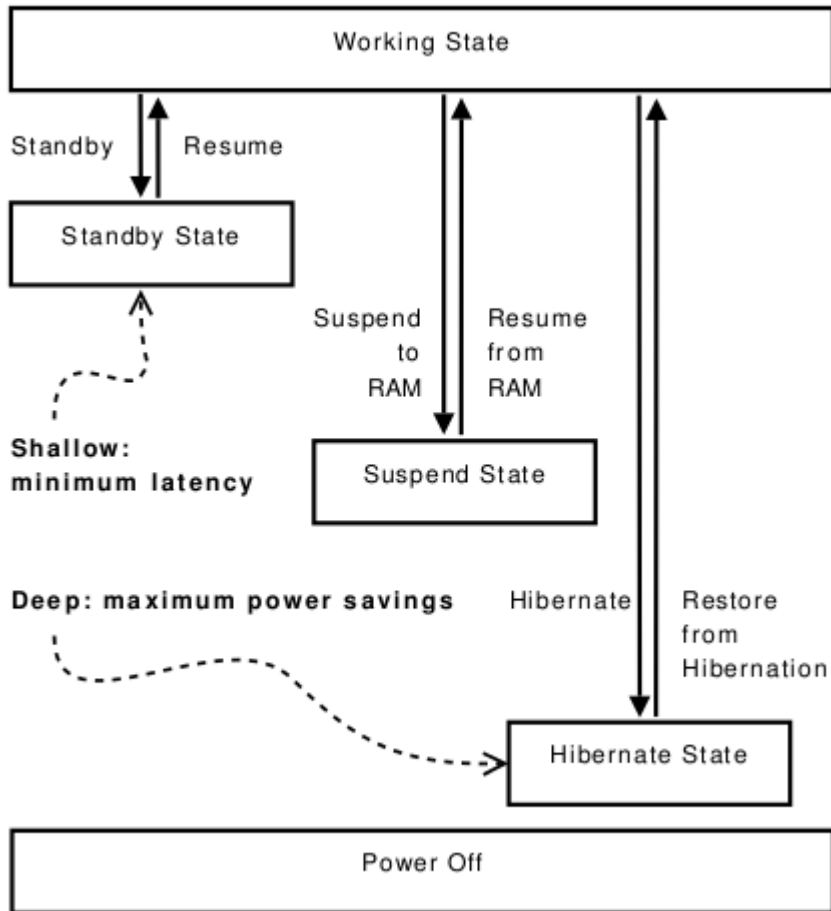 Working State
Standby
Resume
Standby State
Suspend
to
RAM
Resume
from
RAM
Shallow:
minimum latency
Suspend State
Deep: maximum power savings
Hibernate
Restore
from
Hibernation
Hibernate State
Power Off